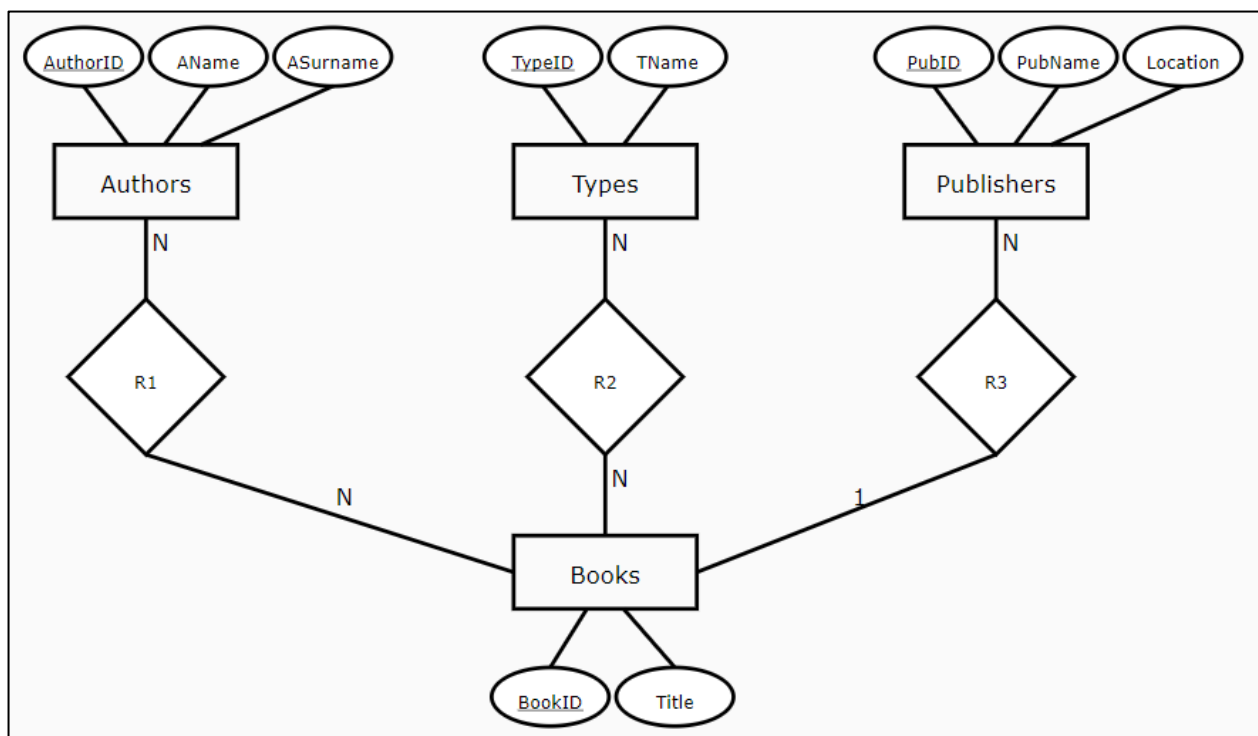 AuthorID AName ASurname TypeID TName PubID PubName Location
Authors Types Publishers
N N N
R1 R2 R3
N
N 1
Books
BookID Title